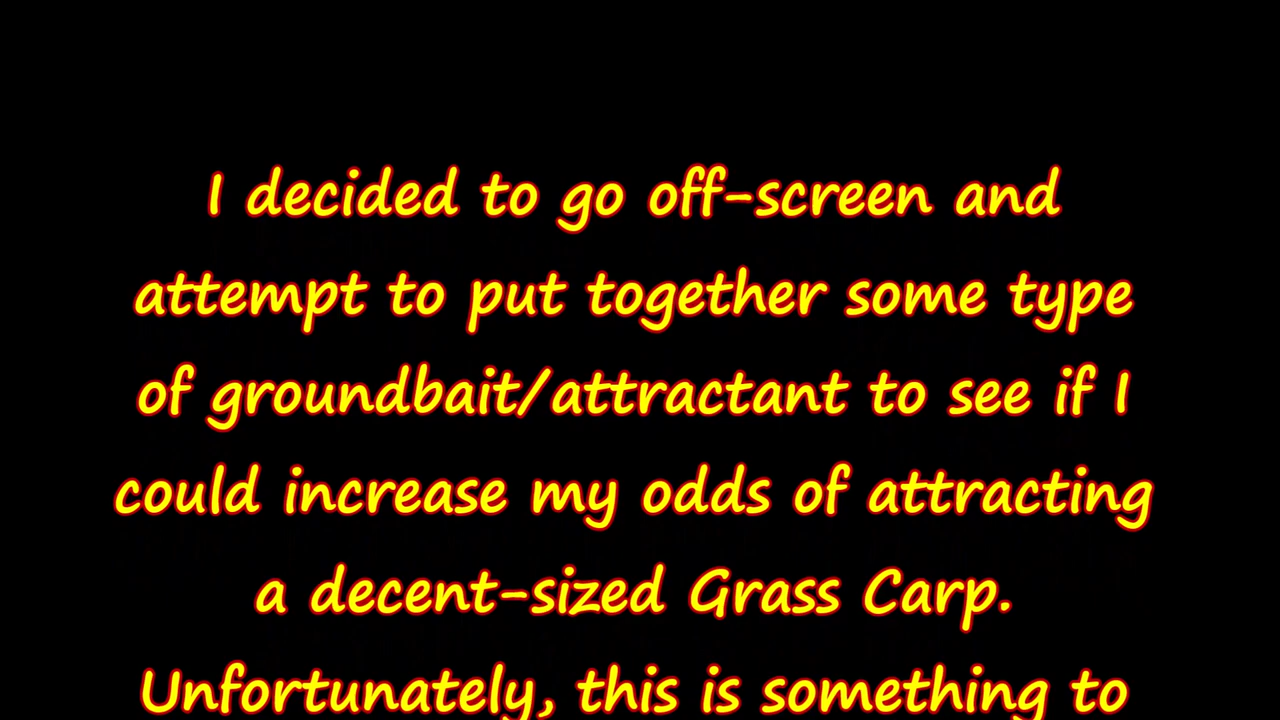 I decided to go off-screen and
attempt to put together some type
of groundbait/attractant to see if I
could increase my odds of attracting
a decent-sized Grass Carp.
Unfortunately, this is something to